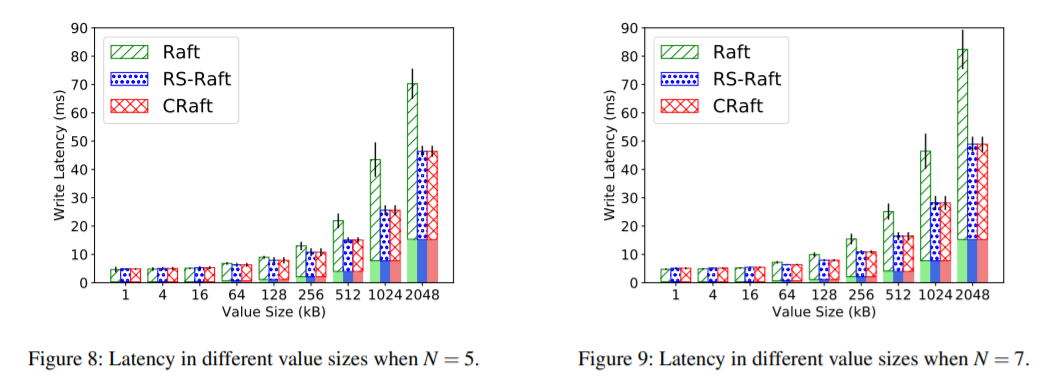 90
80
70
60
50
40
30
20
10
0
Write Latency (ms)
Raft
RS-Raft
CRaft
1 4 16 64 128 256 512 1024 2048
Value Size (kB)
Figure 8: Latency in different value sizes when N = 5.
90
80
70
60
50
40
30
20
10
0
Write Latency (ms)
Raft
RS-Raft
CRaft
1 4 16 64 128 256 512 1024 2048
Value Size (kB)
Figure 9: Latency in different value sizes when N = 7.